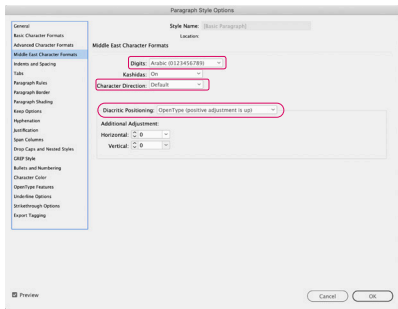 Paragraph Style Options
General
Basic Character Formats
Advanced Character Formats
Middle East Character Formats
Indents and Spacing
Tabs
Paragraph Rules
Paragraph Border
Paragraph Shading
Keep Options
Hyphenation
Justification
Span Columns
Drop Caps and Nested Styles
GREP Style
Bullets and Numbering
Character Color
OpenType Features
Underline Options
Strikethrough Options
Export Tagging
Style Name: [Basic Paragraph]
Location:
Middle East Character Formats
Digits: Arabic (0123456789)
Kashidas: On
Character Direction: Default
Diacritic Positioning: OpenType (positive adjustment is up)
Additional Adjustment:
Horizontal: 0
Vertical: 0
Preview
Cancel
OK